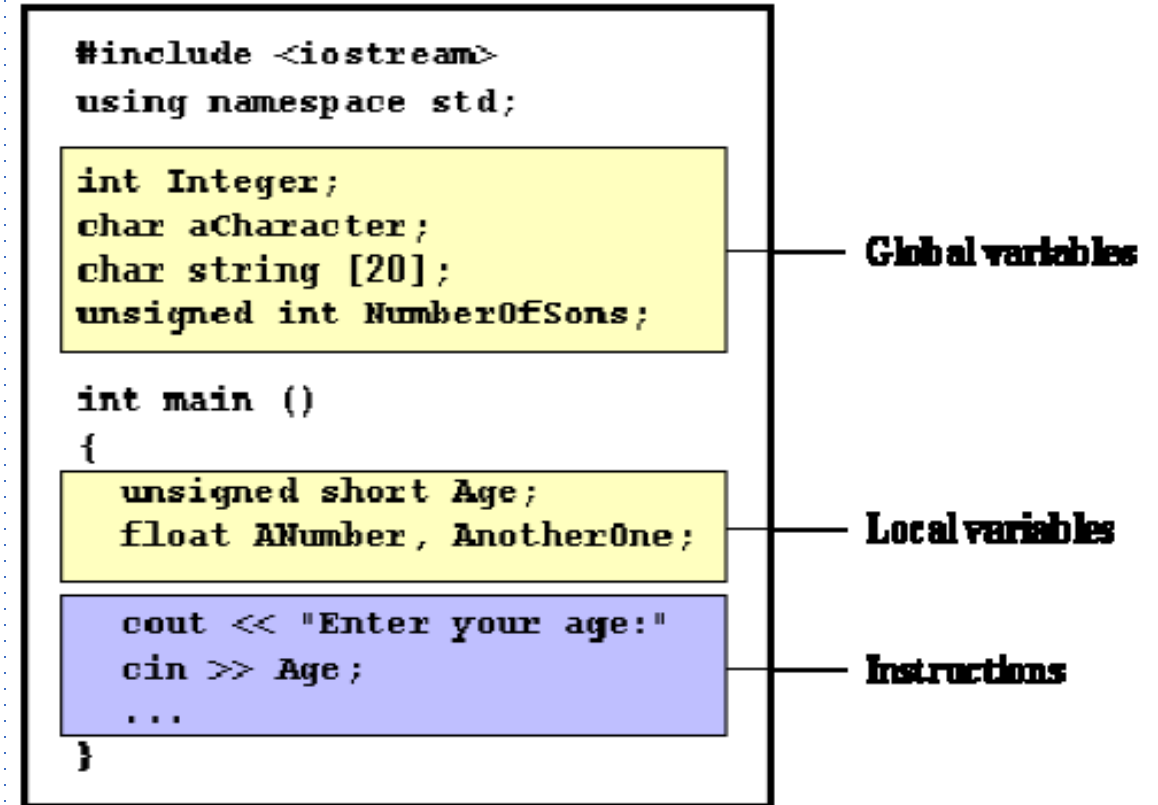 #include <iostream>
using namespace std;
int Integer;
char aCharacter;
char string [20];
unsigned int NumberOfSons;
Global variables
int main ()
{
unsigned short Age;
float ANumber, AnotherOne;
Local variables
cout << "Enter your age:"
cin >> Age;
...
Instructions
}